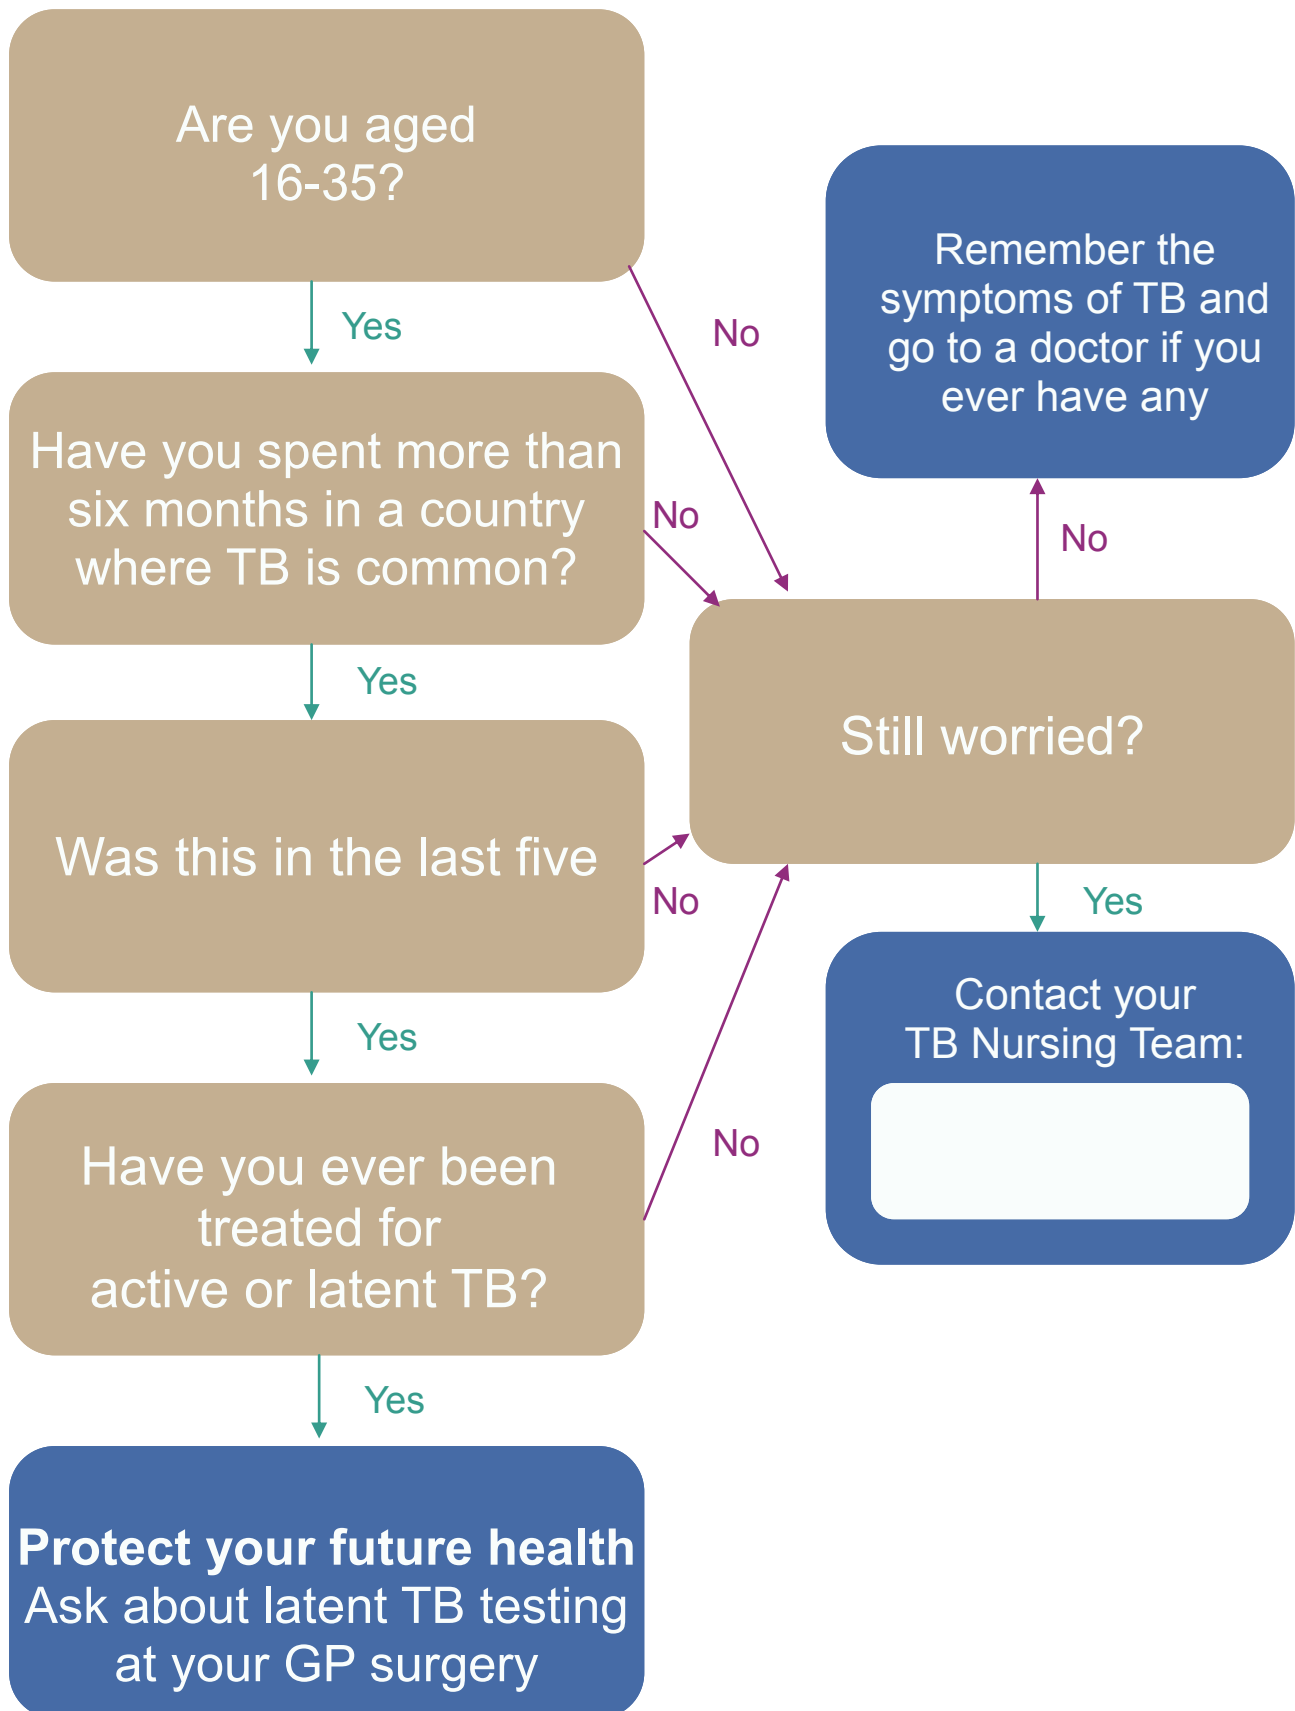 Are you aged
16-35?
Yes
No
Have you spent more than
six months in a country
where TB is common?
No
Yes
Was this in the last five
No
Yes
Have you ever been
treated for
active or latent TB?
No
Yes
Protect your future health
Ask about latent TB testing
at your GP surgery
Remember the
symptoms of TB and
go to a doctor if you
ever have any
No
Still worried?
Yes
Contact your
TB Nursing Team: